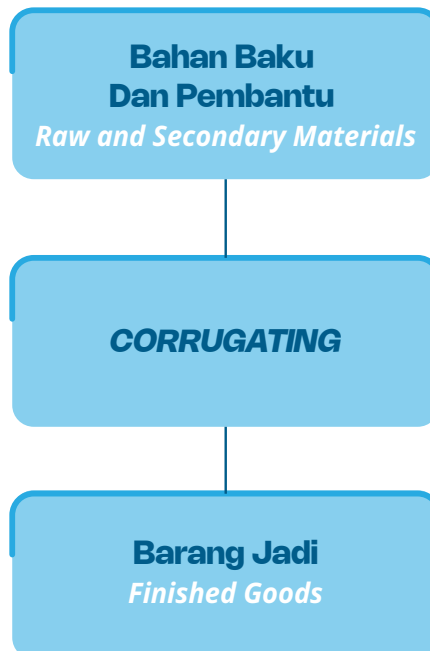 Bahan Baku
Dan Pembantu
Raw and Secondary Materials
CORRUGATING
Barang Jadi
Finished Goods